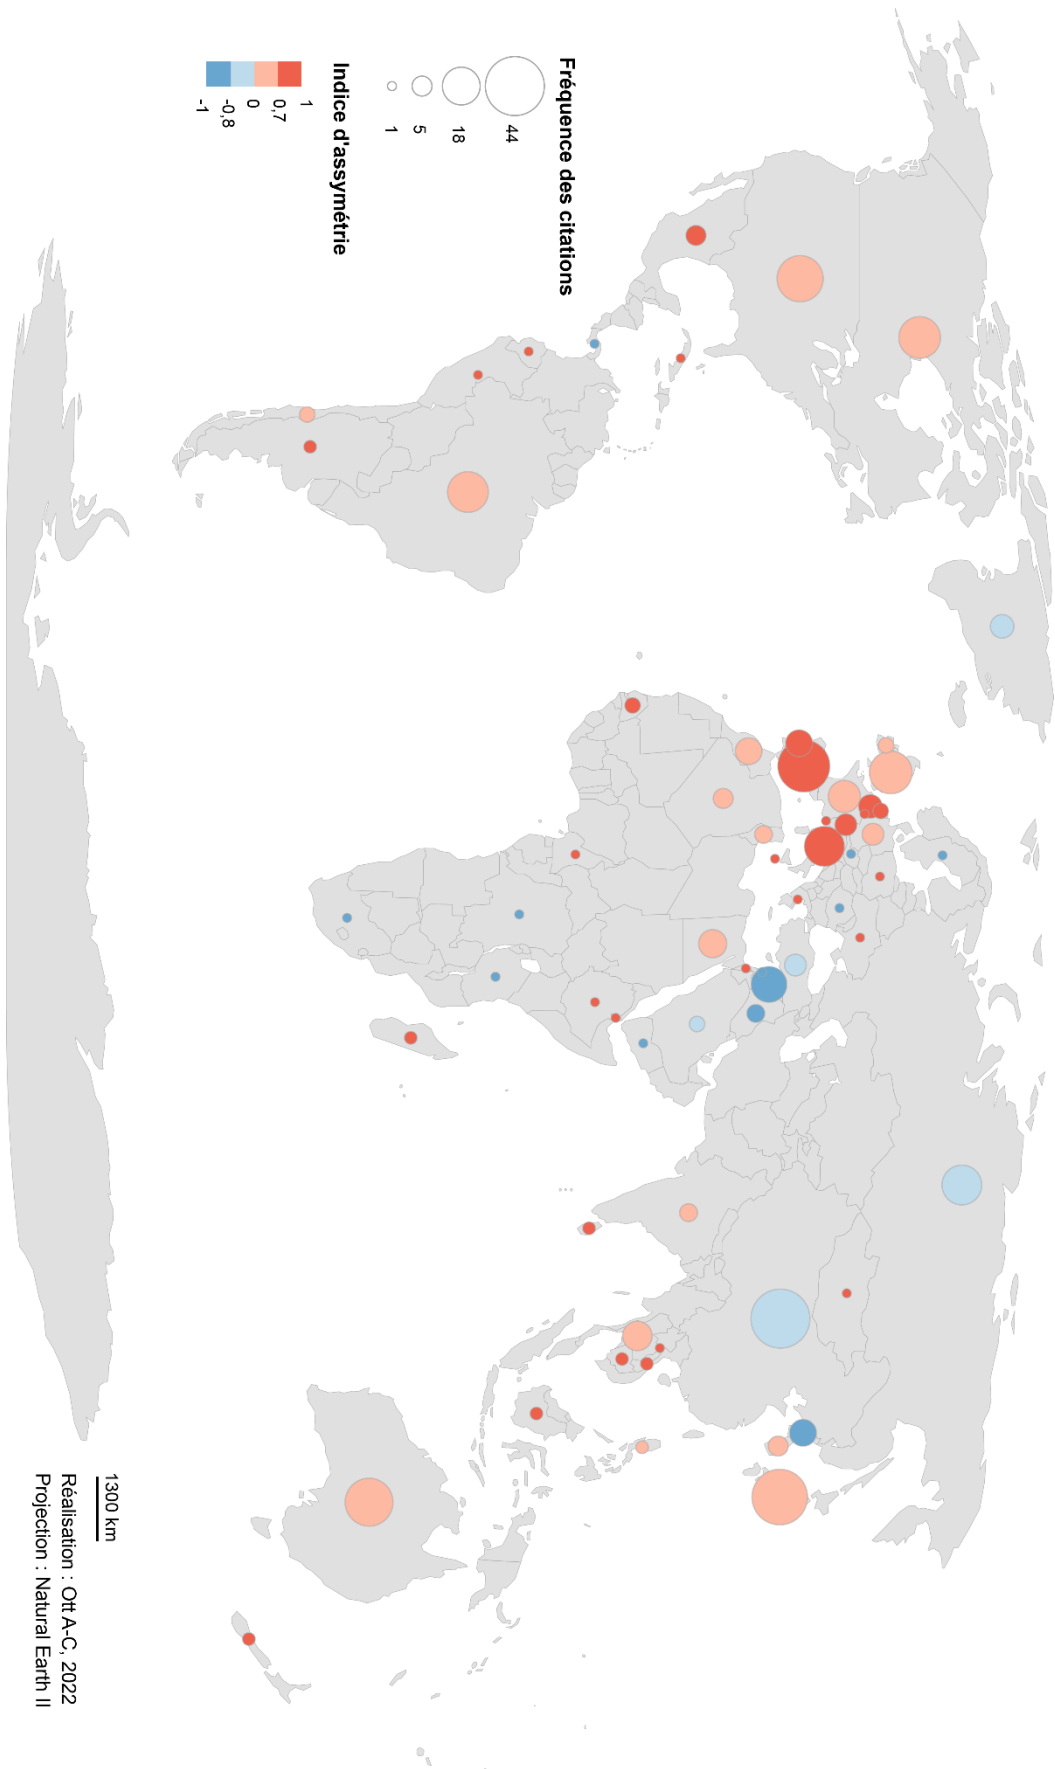 Fréquence des citations
44
18
5
1
Indice d'assymétrie
1
0,7
0
-0,8
-1
1300 km
Réalisation : Ott A-C, 2022
Projection : Natural Earth II